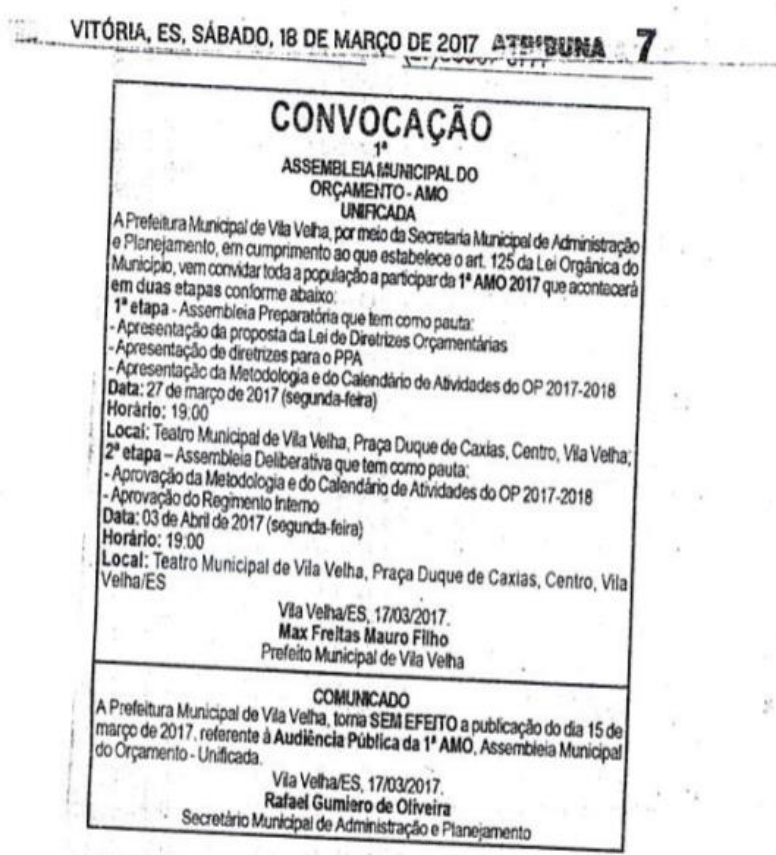 VITÓRIA, ES, SÁBADO, 18 DE MARÇO DE 2017 ATRIBUNA 7
CONVOCAÇÃO
1ª
ASSEMBLEIA MUNICIPAL DO
ORÇAMENTO - AMO
UNIFICADA
A Prefeitura Municipal de Vila Velha, por meio da Secretaria Municipal de Administração
e Planejamento, em cumprimento ao que estabelece o art. 125 da Lei Orgânica do
Município, vem convidar toda a população a participar da 1ª AMO 2017 que acontecerá
em duas etapas conforme abaixo:
1ª etapa - Assembleia Preparatória que tem como pauta:
- Apresentação da proposta da Lei de Diretrizes Orçamentárias
- Apresentação de diretrizes para o PPA
- Apresentação da Metodologia e do Calendário de Atividades do OP 2017-2018
Data: 27 de março de 2017 (segunda-feira)
Horário: 19:00
Local: Teatro Municipal de Vila Velha, Praça Duque de Caxias, Centro, Vila Velha;
2ª etapa – Assembleia Deliberativa que tem como pauta:
- Aprovação da Metodologia e do Calendário de Atividades do OP 2017-2018
- Aprovação do Regimento Interno
Data: 03 de Abril de 2017 (segunda-feira)
Horário: 19:00
Local: Teatro Municipal de Vila Velha, Praça Duque de Caxias, Centro, Vila
Velha/ES
Vila Velha/ES, 17/03/2017.
Max Freitas Mauro Filho
Prefeito Municipal de Vila Velha
COMUNICADO
A Prefeitura Municipal de Vila Velha, torna SEM EFEITO a publicação do dia 15 de
março de 2017, referente à Audiência Pública da 1ª AMO, Assembleia Municipal
do Orçamento - Unificada.
Vila Velha/ES, 17/03/2017.
Rafael Gumiero de Oliveira
Secretário Municipal de Administração e Planejamento